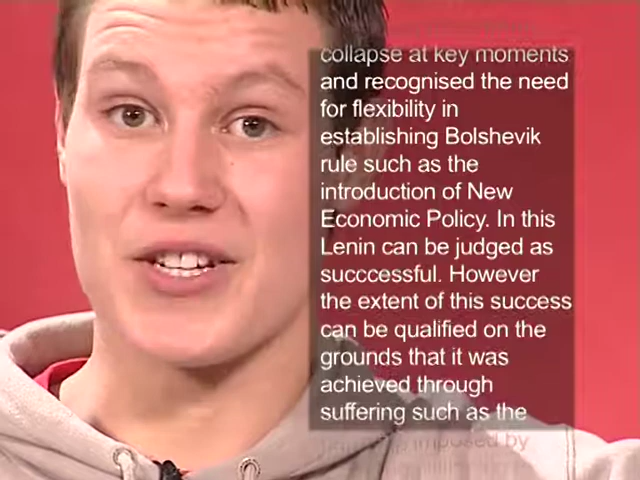 collapse at key moments
and recognised the need
for flexibility in
establishing Bolshevik
rule such as the
introduction of New
Economic Policy. In this
Lenin can be judged as
succcessful. However
the extent of this success
can be qualified on the
grounds that it was
achieved through
suffering such as the
imposed by